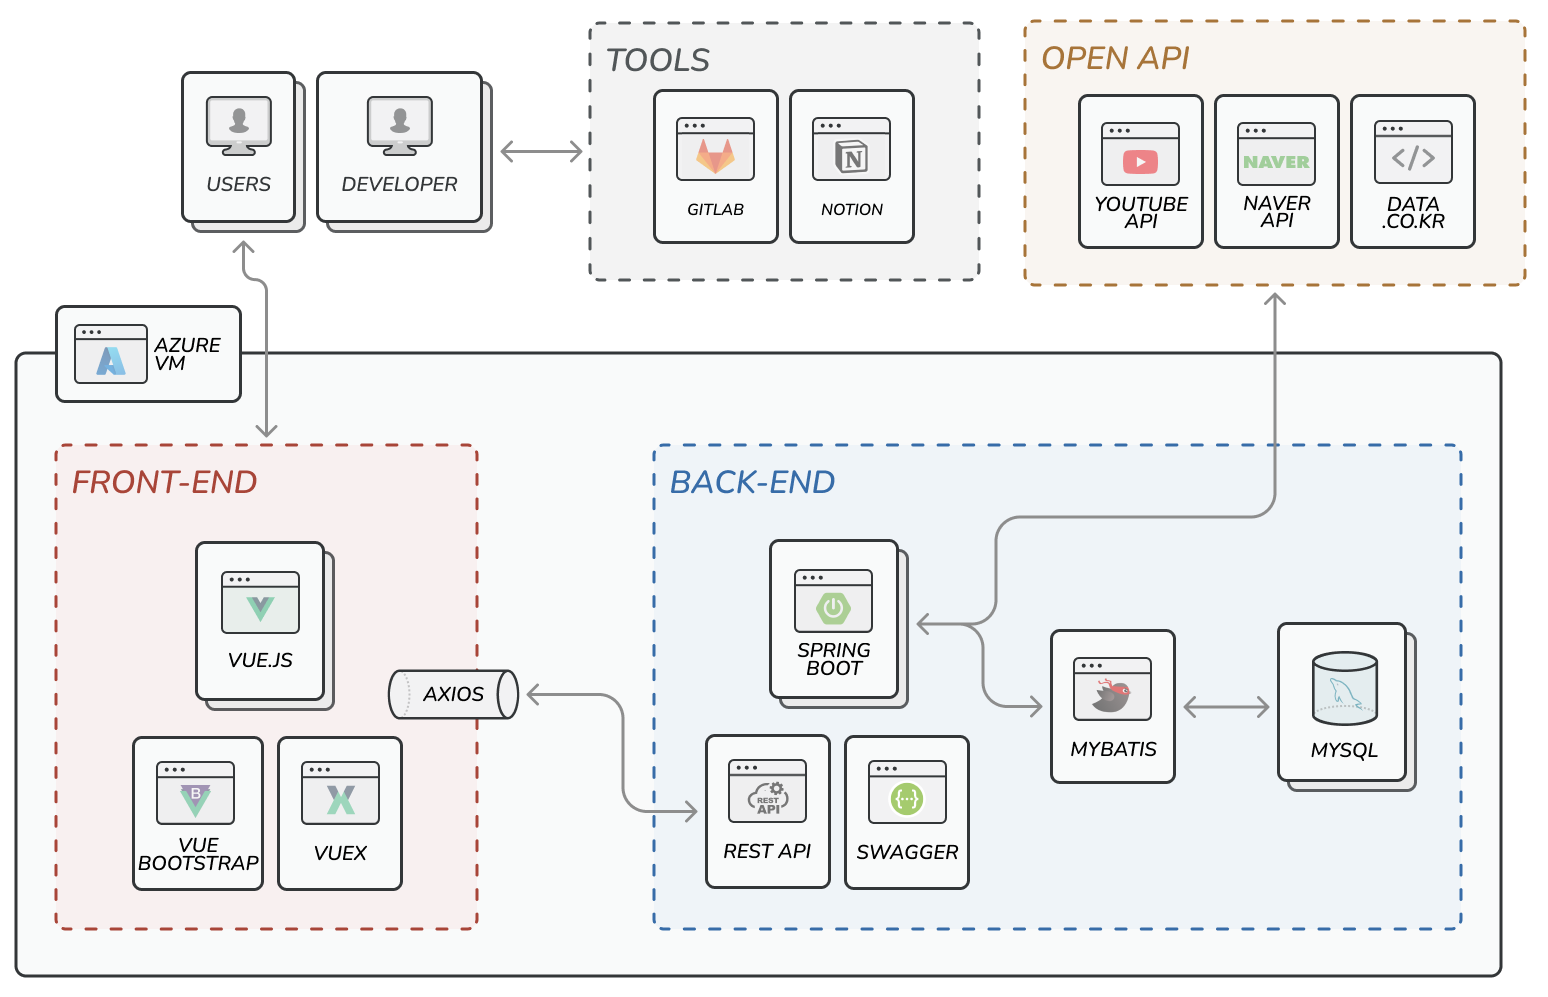 USERS
DEVELOPER
TOOLS
N
GITLAB
NOTION
OPEN API
NAVER
</>
YOUTUBE
API
NAVER
API
DATA
.CO.KR
AZURE
VM
FRONT-END
VUE.JS
AXIOS
B
VUE
BOOTSTRAP
VUEX
BACK-END
SPRING
BOOT
REST
API
REST API
{...}
SWAGGER
MYBATIS
MYSQL